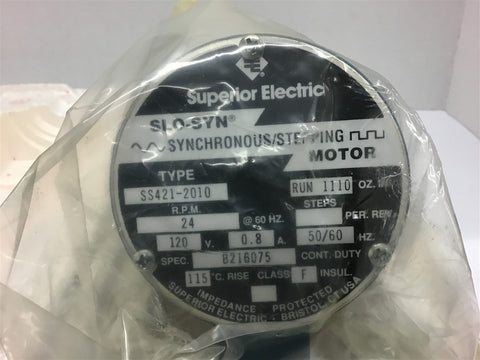 Superior Electric
SLO-SYN®
SYNCHRONOUS/STEPPING
MOTOR
TYPE
SS421-2010
RUN 1110 OZ.
R.P.M.
STEPS
24 @ 60 HZ. PER. REV.
120 V. 0.8 A. 50/60 HZ.
SPEC. B216075 CONT. DUTY
115 °C. RISE CLASS F INSUL.
IMPEDANCE PROTECTED
SUPERIOR ELECTRIC - BRISTOL, CT USA